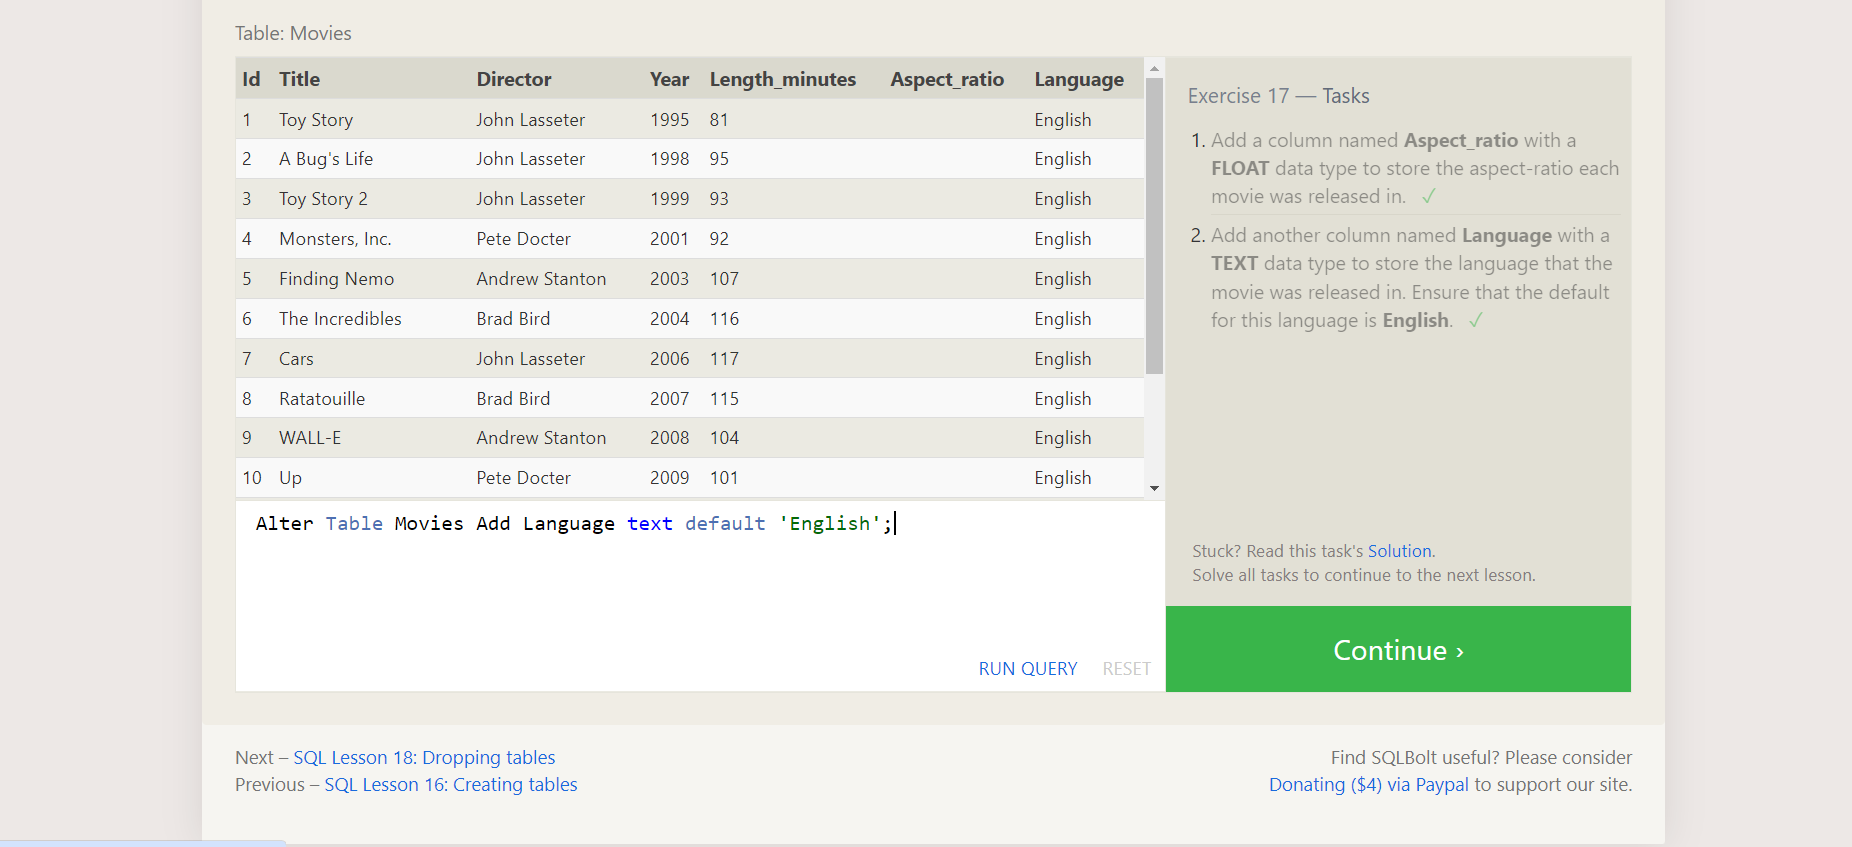 Table: Movies
Id Title Director Year Length_minutes Aspect_ratio Language
1 Toy Story John Lasseter 1995 81 English
2 A Bug's Life John Lasseter 1998 95 English
3 Toy Story 2 John Lasseter 1999 93 English
4 Monsters, Inc. Pete Docter 2001 92 English
5 Finding Nemo Andrew Stanton 2003 107 English
6 The Incredibles Brad Bird 2004 116 English
7 Cars John Lasseter 2006 117 English
8 Ratatouille Brad Bird 2007 115 English
9 WALL-E Andrew Stanton 2008 104 English
10 Up Pete Docter 2009 101 English
Alter Table Movies Add Language text default 'English';
RUN QUERY RESET
Exercise 17 — Tasks
1. Add a column named Aspect_ratio with a
FLOAT data type to store the aspect-ratio each
movie was released in. ✓
2. Add another column named Language with a
TEXT data type to store the language that the
movie was released in. Ensure that the default
for this language is English. ✓
Stuck? Read this task's Solution.
Solve all tasks to continue to the next lesson.
Continue ›
Next – SQL Lesson 18: Dropping tables
Previous – SQL Lesson 16: Creating tables
Find SQLBolt useful? Please consider
Donating ($4) via Paypal to support our site.